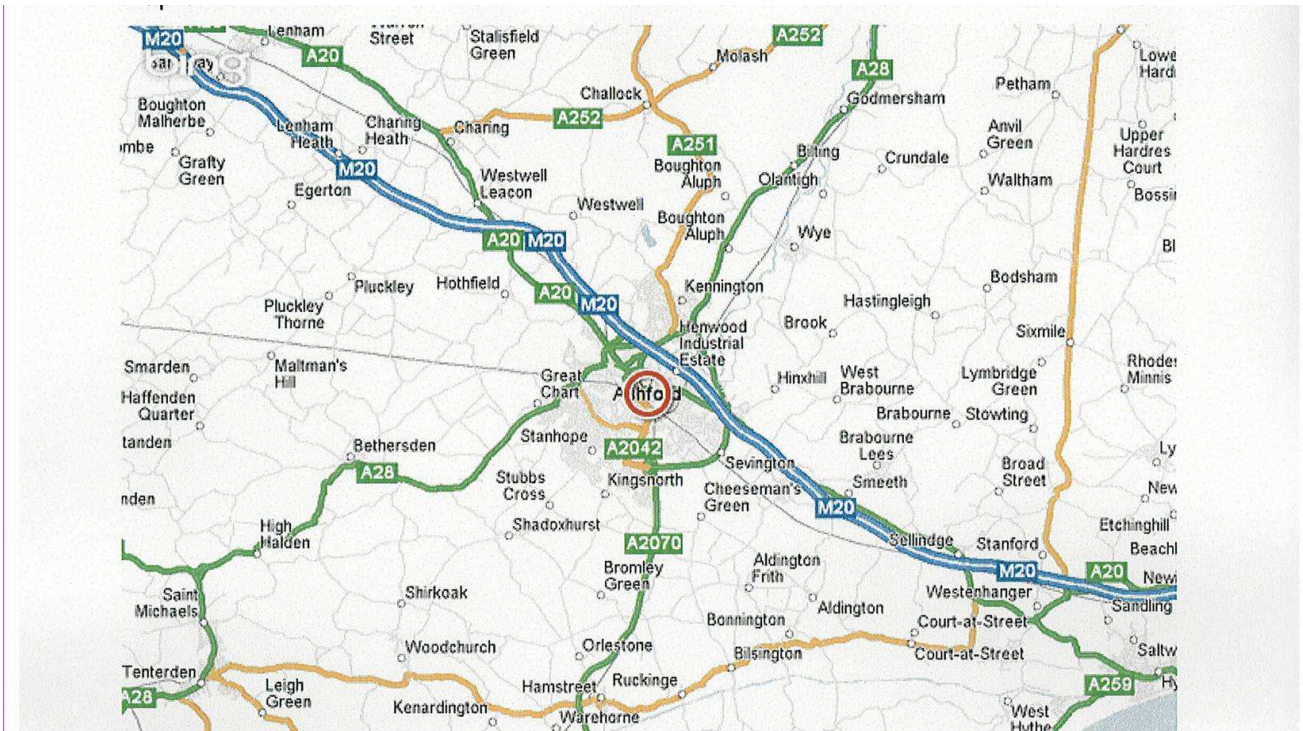 M20
Lenham
A20
Street
Stalisfield
Green
A252
Molash
A28
Petham
Challock
Godmersham
Boughton
Malherbe
Lenham
Heath
Charing
Heath
Charing
A252
A251
Anvil
Green
Upper
Hardres
Court
Grafty
Green
M20
Egerton
Westwell
Leacon
Boughton
Aluph
Bilting
Olantigh
Crundale
Waltham
Westwell
Boughton
Aluph
Wye
A20
M20
Pluckley
Hothfield
A20
M20
Kennington
Bodsham
Hastingleigh
Pluckley
Thorne
Henwood
Industrial
Estate
Brook
Sixmile
Smarden
Maltman's
Hill
Great
Chart
Ashford
Hinxhill
West
Brabourne
Lymbridge
Green
Minnis
Haffenden
Quarter
Brabourne
Stowting
Stanhope
A2042
Brabourne
Lees
Bethersden
A28
Sevington
Broad
Street
Stubbs
Cross
Kingsnorth
Cheeseman's
Green
Smeeth
M20
Shadoxhurst
Etchinghill
High
Halden
A2070
Sellindge
Stanford
Bromley
Green
Aldington
Frith
M20
A20
Saint
Michaels
Shirkoak
Aldington
Westenhanger
Sandling
Bonnington
Court-at-Street
Woodchurch
Orlestone
Bilsington
Court-at-Street
Tenterden
A28
Leigh
Green
Hamstreet
Ruckinge
A259
Kenardington
Warehorne
West
Hythe